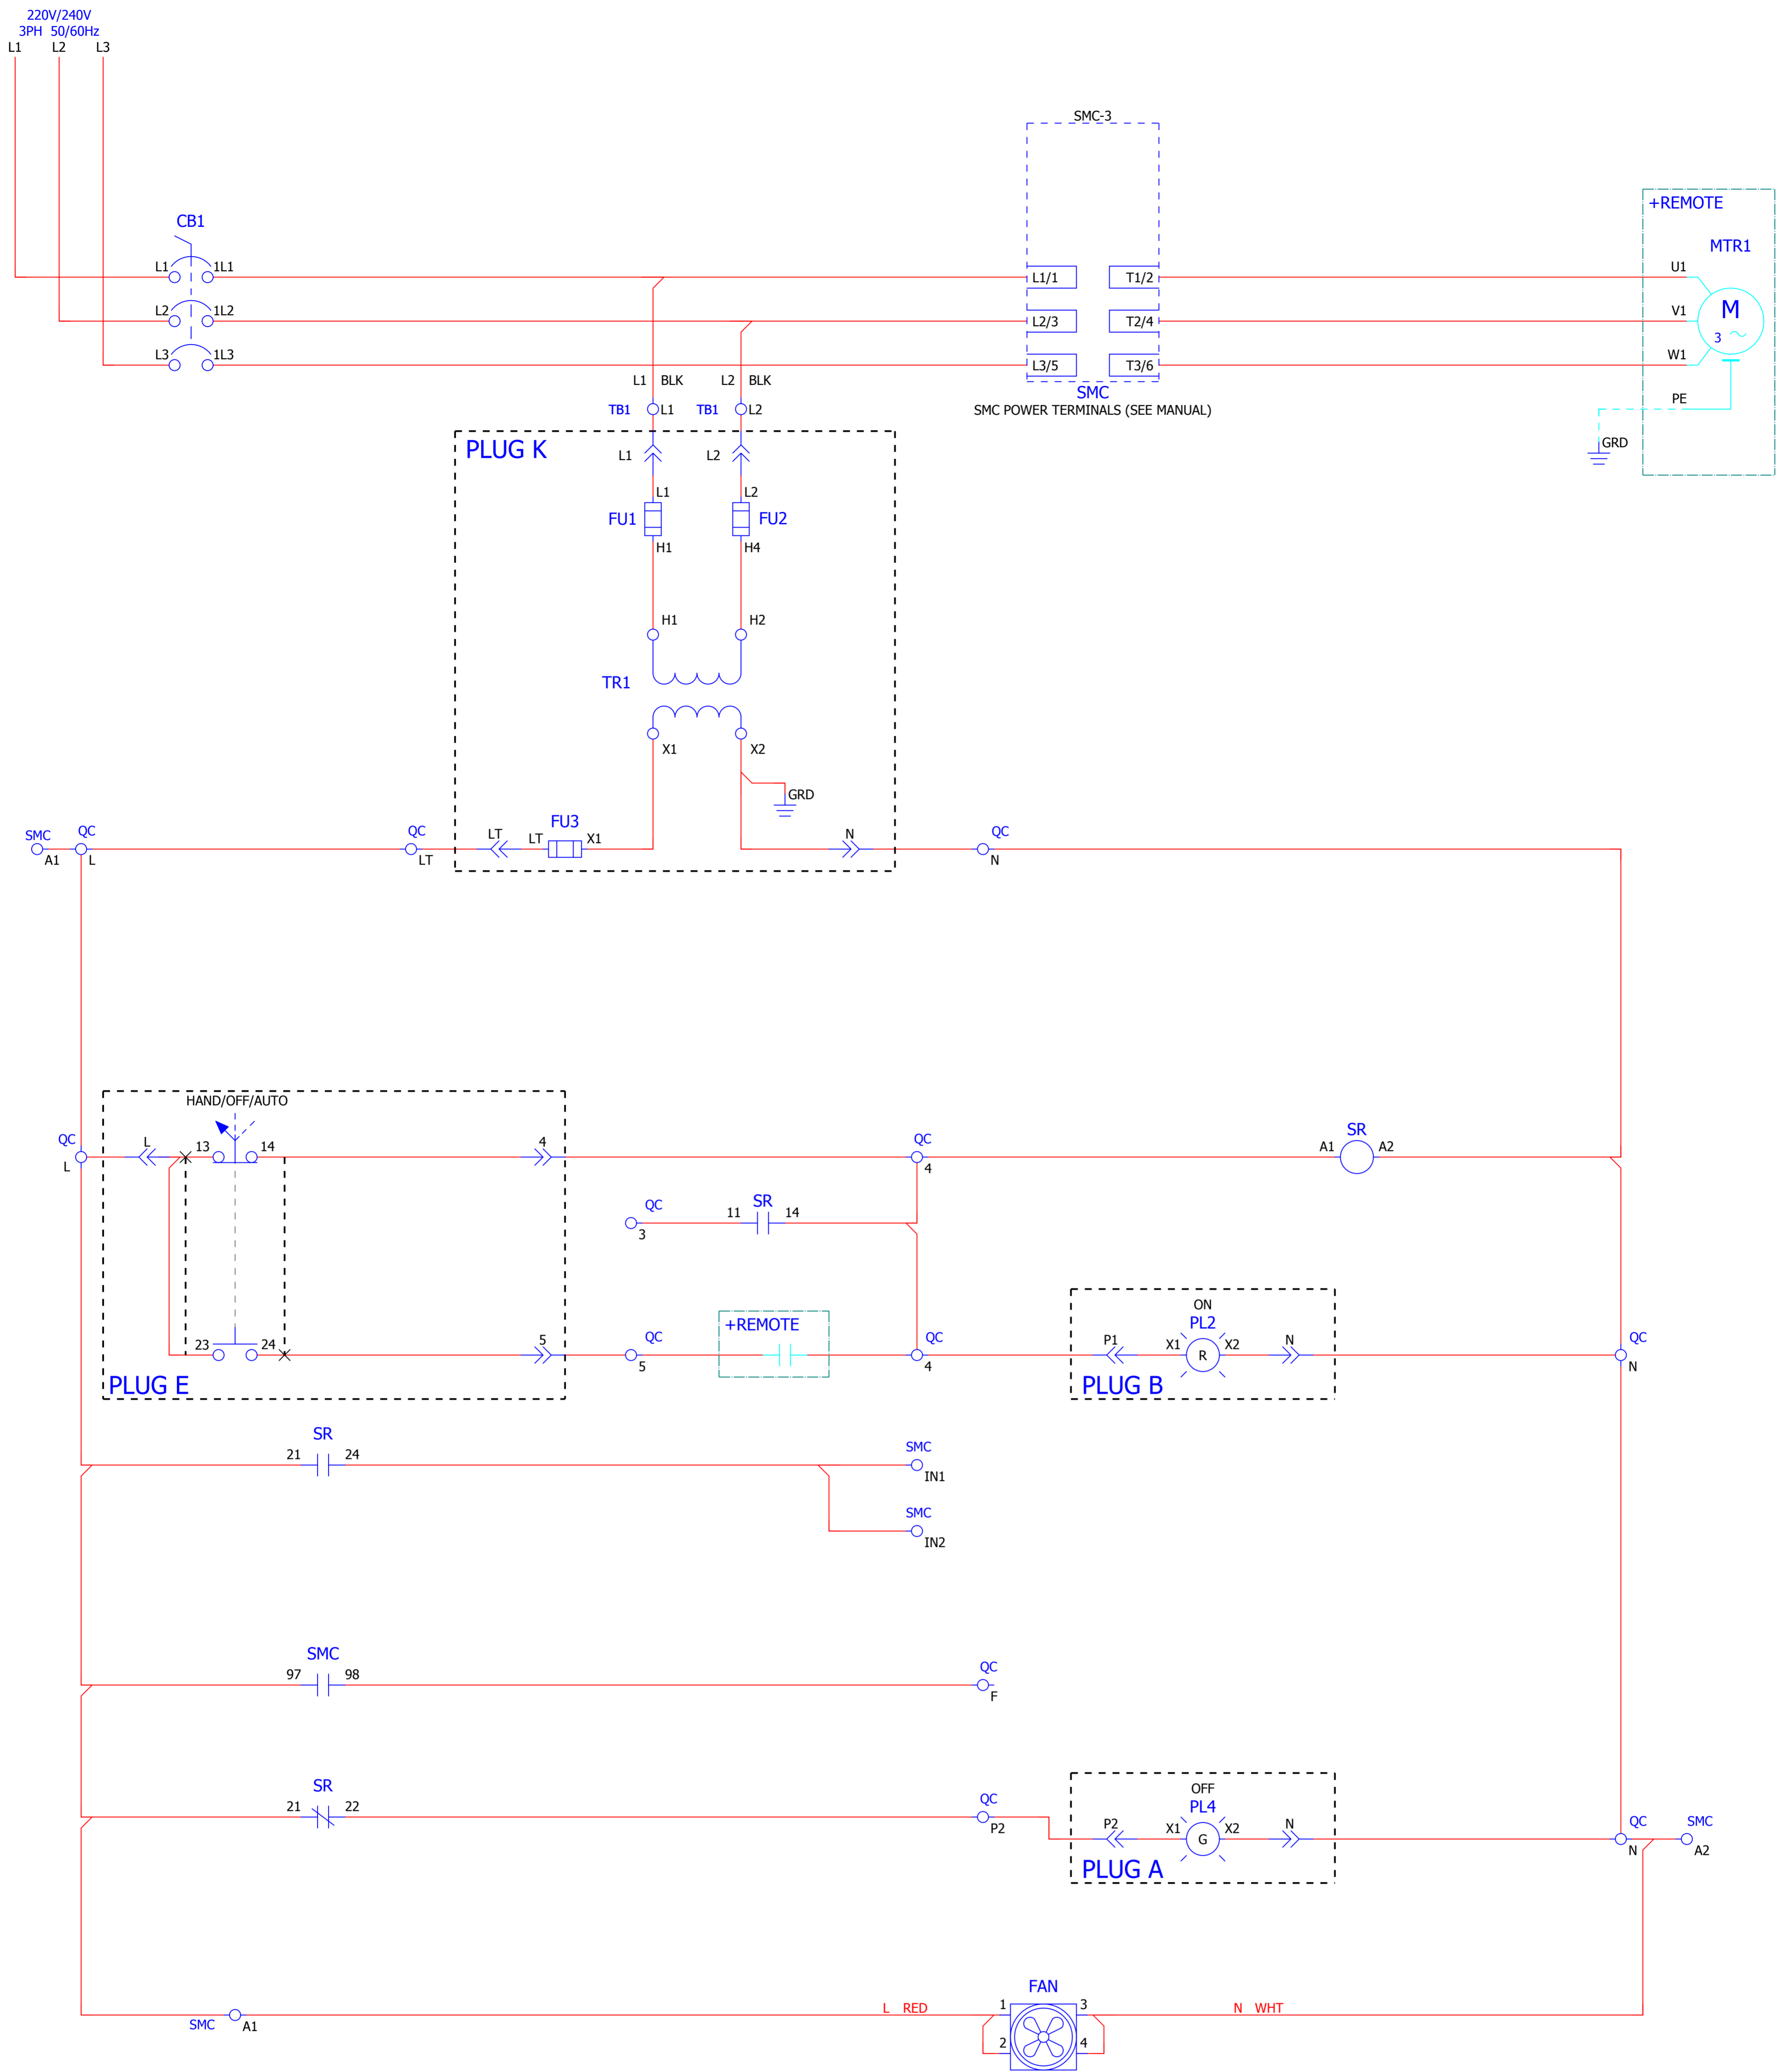 220V/240V
3PH 50/60Hz
L1 L2 L3
SMC-3
+REMOTE
CB1
MTR1
L1 1L1
L1/1 T1/2
U1
L2 1L2
L2/3 T2/4
V1
M
3
L3 1L3
L3/5 T3/6
W1
L1 BLK L2 BLK
SMC
SMC POWER TERMINALS (SEE MANUAL)
PE
TB1 L1 TB1 L2
GRD
PLUG K
L1 L2
L1 L2
FU1 FU2
H1 H4
H1 H2
TR1
X1 X2
GRD
SMC QC QC
FU3
LT LT X1
N
QC
A1 L LT
N
HAND/OFF/AUTO
QC L 13 14 4
QC
SR
A1 A2
L
4
QC SR
11 14
3
ON
+REMOTE
PL2
23 24 5
QC
QC
P1 X1 R X2 N
QC
5
4
N
PLUG E
PLUG B
SR
21 24
SMC
IN1
SMC
IN2
SMC
97 98
QC
F
SR
21 22
QC
P2
OFF
PL4
P2 X1 G X2 N
QC SMC
N A2
PLUG A
FAN
L RED 1 3 N WHT
SMC A1
2 4